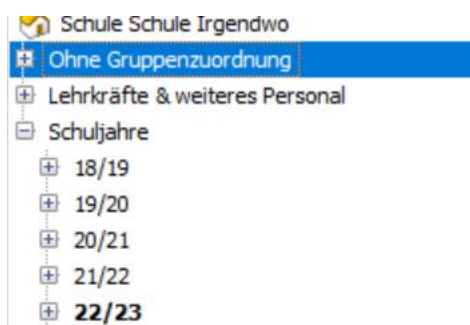 Schule Schule Irgendwo
Ohne Gruppenzuordnung
Lehrkräfte & weiteres Personal
Schuljahre
18/19
19/20
20/21
21/22
22/23